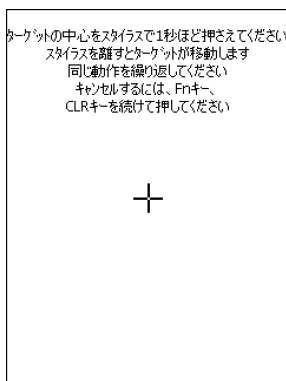 ターゲットの中心をスタイラスで1秒ほど押さえてください
スタイラスを離すとターゲットが移動します
同じ動作を繰り返してください
キャンセルするには、Fnキー、
CLRキーを続けて押してください